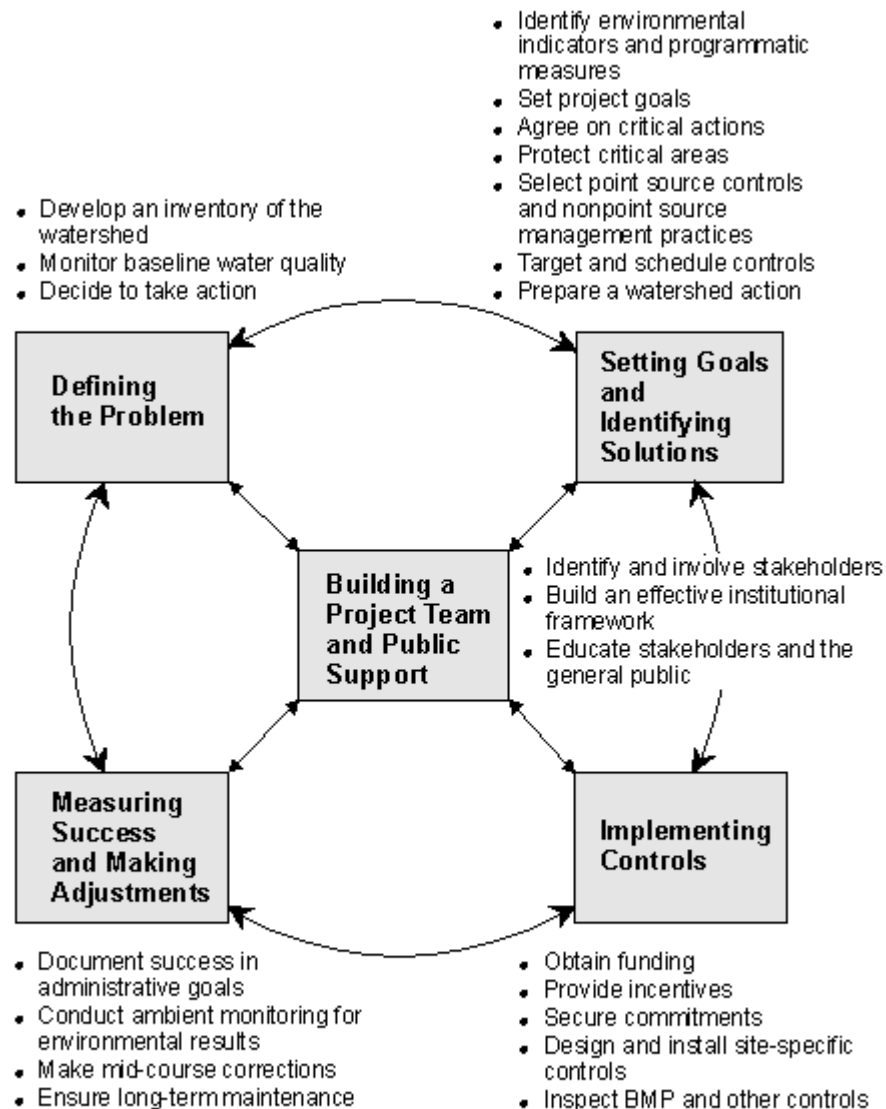 • Identify environmental
indicators and programmatic
measures
• Set project goals
• Agree on critical actions
• Protect critical areas
• Select point source controls
and nonpoint source
management practices
• Target and schedule controls
• Prepare a watershed action
• Develop an inventory of the
watershed
• Monitor baseline water quality
• Decide to take action
Defining
the Problem
Setting Goals
and
Identifying
Solutions
Building a
Project Team
and Public
Support
• Identify and involve stakeholders
• Build an effective institutional
framework
• Educate stakeholders and the
general public
Measuring
Success
and Making
Adjustments
Implementing
Controls
• Document success in
administrative goals
• Conduct ambient monitoring for
environmental results
• Make mid-course corrections
• Ensure long-term maintenance
• Obtain funding
• Provide incentives
• Secure commitments
• Design and install site-specific
controls
• Inspect BMP and other controls